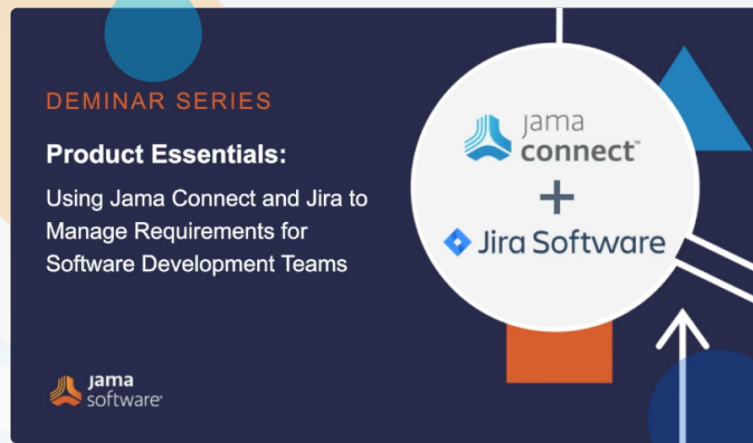 DEMINAR SERIES
Product Essentials:
Using Jama Connect and Jira to
Manage Requirements for
Software Development Teams
jama
connect™
+
Jira Software
jama
software®